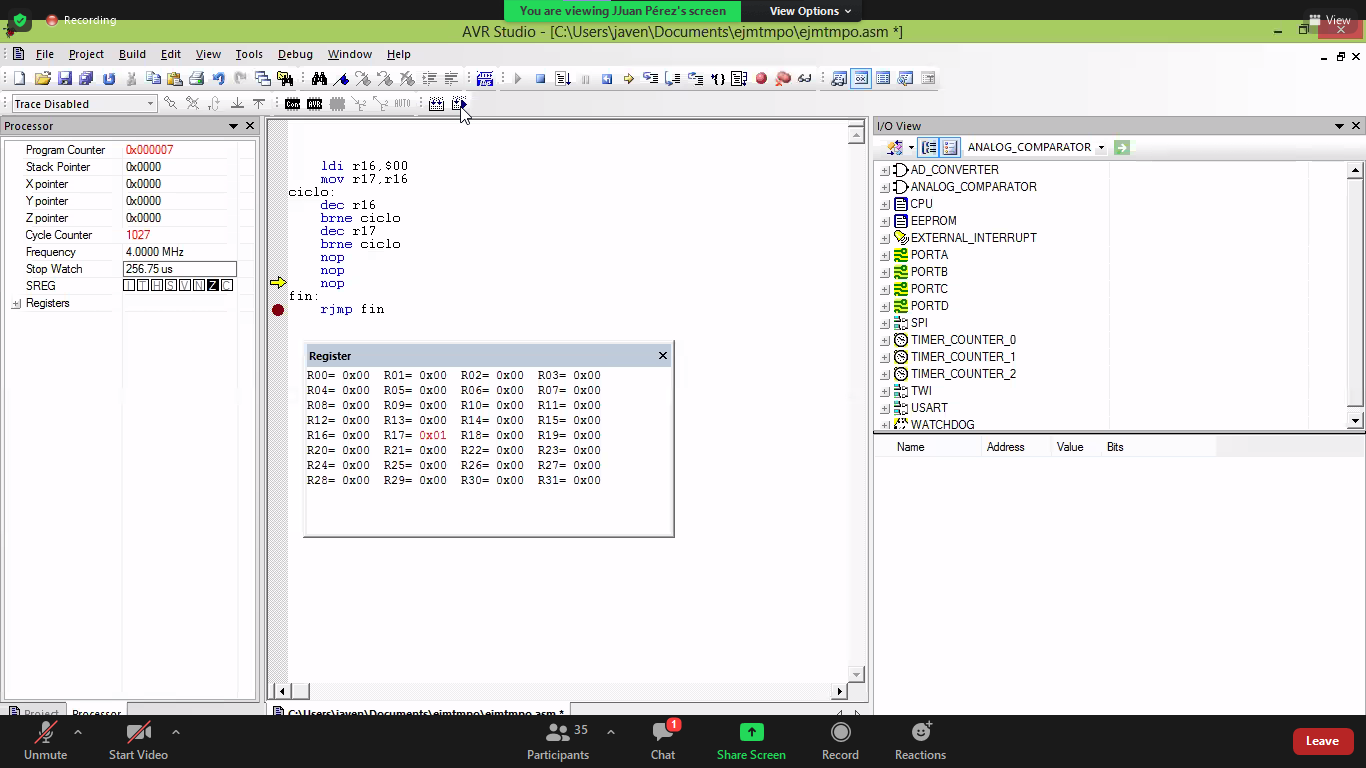 You are viewing JJuan Pérez's screen
View Options
Recording
View
AVR Studio - [C:\Users\javen\Documents\ejmtmpo\ejmtmpo.asm *]
File Project Build Edit View Tools Debug Window Help
Trace Disabled
Con AVR AUTO
Processor
Program Counter 0x000007
Stack Pointer 0x0000
X pointer 0x0000
Y pointer 0x0000
Z pointer 0x0000
Cycle Counter 1027
Frequency 4.0000 MHz
Stop Watch 256.75 us
SREG I T H S V N Z C
Registers
Project Processor
ldi r16,$00
mov r17,r16
ciclo:
dec r16
brne ciclo
dec r17
brne ciclo
nop
nop
nop
fin:
rjmp fin
Register
R00= 0x00 R01= 0x00 R02= 0x00 R03= 0x00
R04= 0x00 R05= 0x00 R06= 0x00 R07= 0x00
R08= 0x00 R09= 0x00 R10= 0x00 R11= 0x00
R12= 0x00 R13= 0x00 R14= 0x00 R15= 0x00
R16= 0x00 R17= 0x01 R18= 0x00 R19= 0x00
R20= 0x00 R21= 0x00 R22= 0x00 R23= 0x00
R24= 0x00 R25= 0x00 R26= 0x00 R27= 0x00
R28= 0x00 R29= 0x00 R30= 0x00 R31= 0x00
C:\Users\javen\Documents\ejmtmpo\ejmtmpo.asm *
I/O View
ANALOG_COMPARATOR
AD_CONVERTER
ANALOG_COMPARATOR
CPU
EEPROM
EXTERNAL_INTERRUPT
PORTA
PORTB
PORTC
PORTD
SPI
TIMER_COUNTER_0
TIMER_COUNTER_1
TIMER_COUNTER_2
TWI
USART
WATCHDOG
Name Address Value Bits
Unmute
Start Video
35
Participants
1
Chat
Share Screen
Record
Reactions
Leave